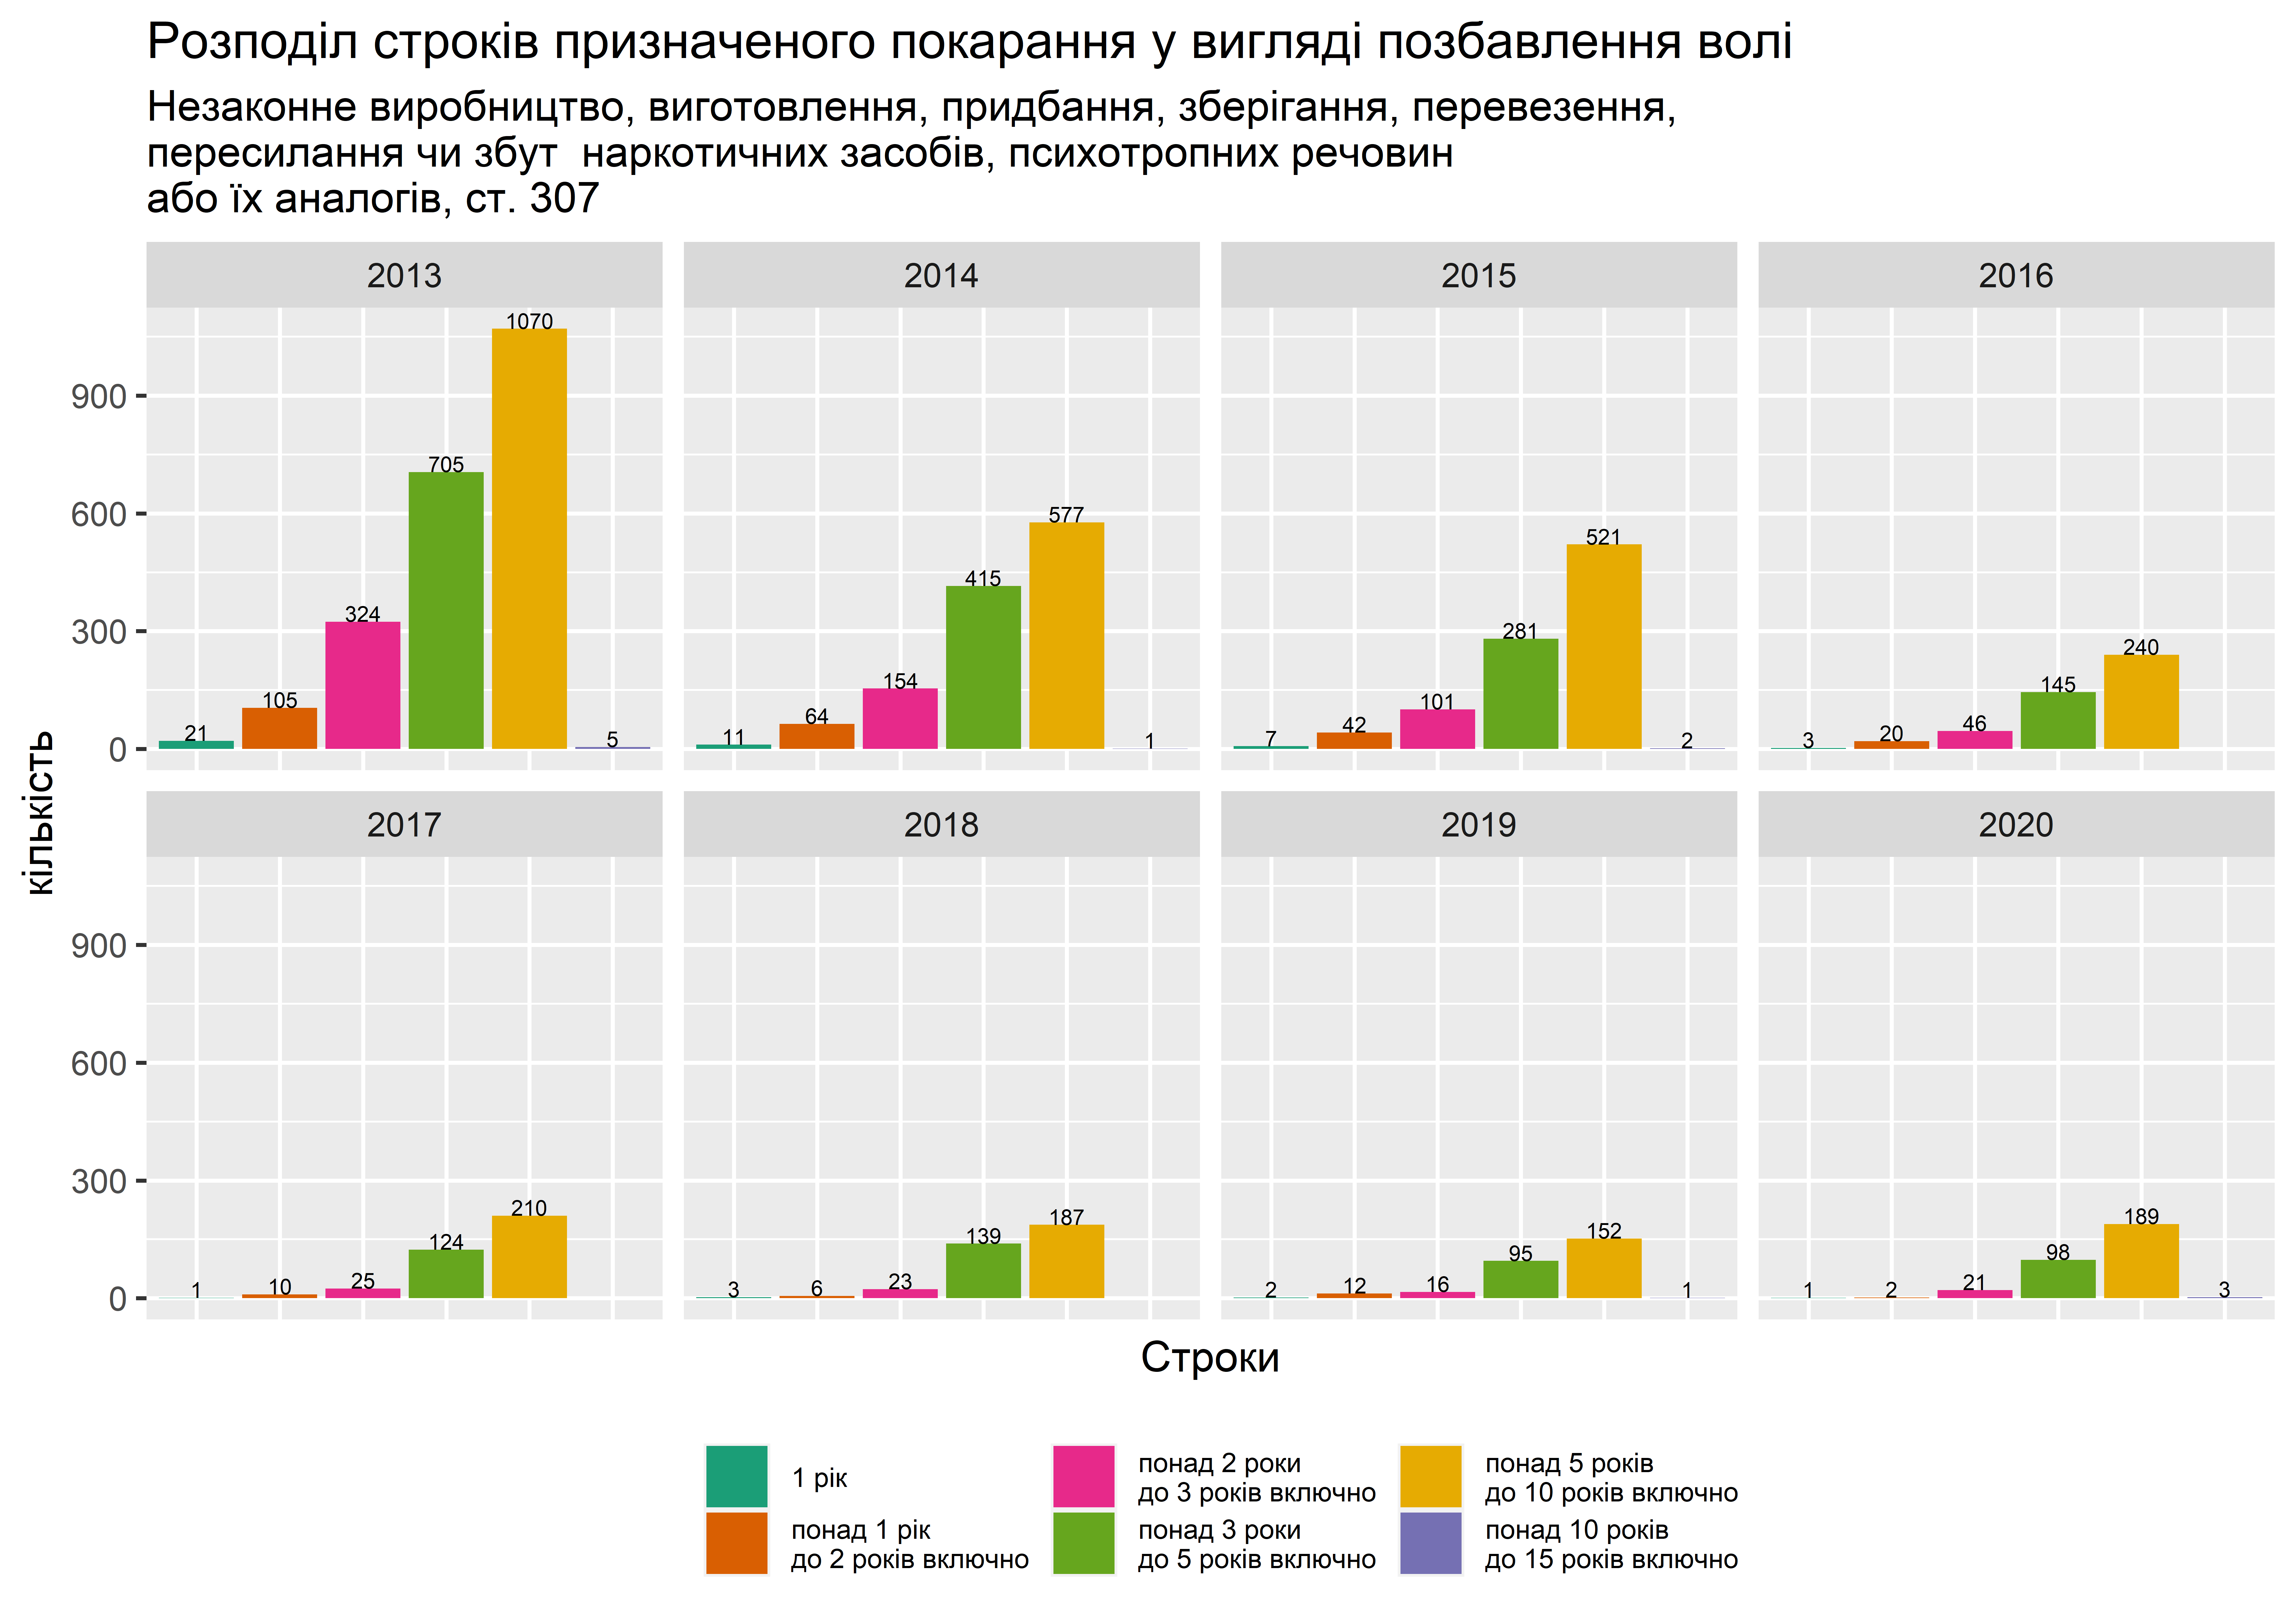 Розподіл строків призначеного покарання у вигляді позбавлення волі
Незаконне виробництво, виготовлення, придбання, зберігання, перевезення,
пересилання чи збут  наркотичних засобів, психотропних речовин
або їх аналогів, ст. 307
2013 2014 2015 2016
900
600
300
0
21 105 324 705 1070 5
11 64 154 415 577 1
7 42 101 281 521 2
3 20 46 145 240
кількість
2017 2018 2019 2020
900
600
300
0
1 10 25 124 210
3 6 23 139 187
2 12 16 95 152 1
1 2 21 98 189 3
Строки
1 рік
понад 1 рік
до 2 років включно
понад 2 роки
до 3 років включно
понад 3 роки
до 5 років включно
понад 5 років
до 10 років включно
понад 10 років
до 15 років включно